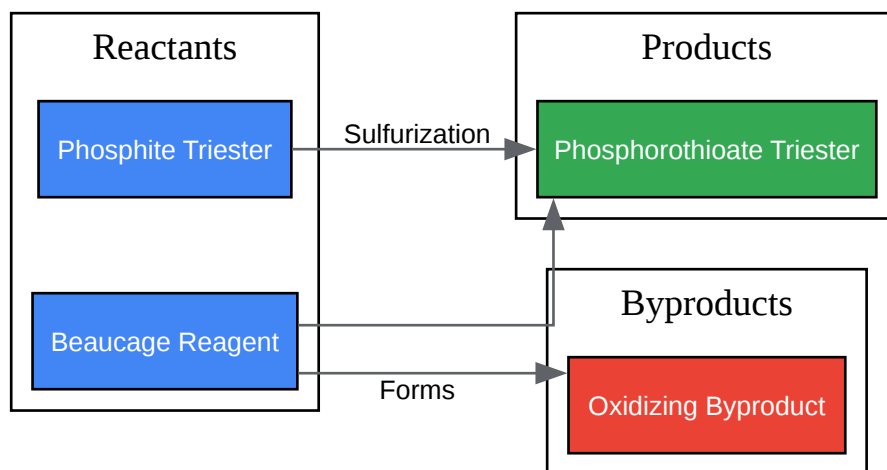 Reactants
Products
Phosphite Triester
Sulfurization
Phosphorothioate Triester
Byproducts
Beaucage Reagent
Forms
Oxidizing Byproduct